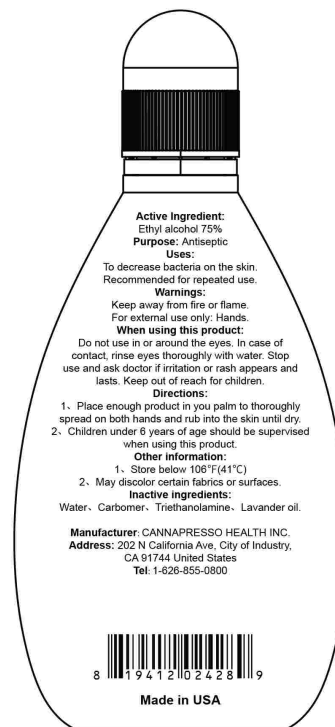 Active Ingredient:
Ethyl alcohol 75%
Purpose: Antiseptic
Uses:
To decrease bacteria on the skin.
Recommended for repeated use.
Warnings:
Keep away from fire or flame.
For external use only: Hands.
When using this product:
Do not use in or around the eyes. In case of
contact, rinse eyes thoroughly with water. Stop
use and ask doctor if irritation or rash appears and
lasts. Keep out of reach for children.
Directions:
1、Place enough product in you palm to thoroughly
spread on both hands and rub into the skin until dry.
2、Children under 6 years of age should be supervised
when using this product.
Other information:
1、Store below 106°F(41℃)
2、May discolor certain fabrics or surfaces.
Inactive ingredients:
Water、Carbomer、Triethanolamine、Lavander oil.
Manufacturer: CANNAPRESSO HEALTH INC.
Address: 202 N California Ave, City of Industry,
CA 91744 United States
Tel: 1-626-855-0800
8 19412 02428 9
Made in USA